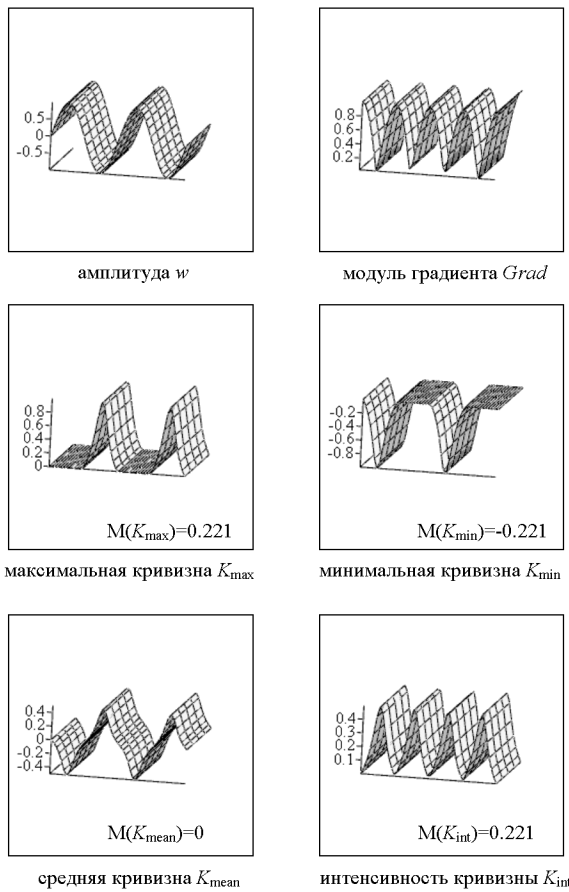 0.5
0
-0.5
амплитуда w
0.8
0.6
0.4
0.2
модуль градиента Grad
0.8
0.6
0.4
0.2
0
M(Kmax)=0.221
максимальная кривизна Kmax
-0.2
-0.4
-0.6
-0.8
M(Kmin)=-0.221
минимальная кривизна Kmin
0.4
0.2
0
-0.2
-0.4
M(Kmean)=0
средняя кривизна Kmean
0.4
0.3
0.2
0.1
M(Kint)=0.221
интенсивность кривизны Kint